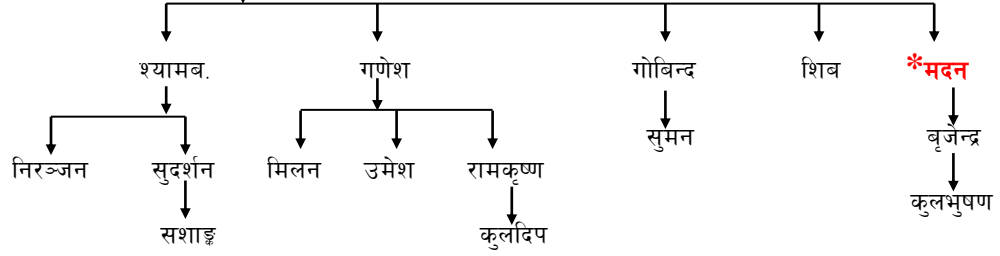 श्यामब. गणेश गोबिन्द शिब *मदन
सुमन बृजेन्द्र
निरञ्जन सुदर्शन मिलन उमेश रामकृष्ण
कुलभुषण
सशाङ्क कुलदिप